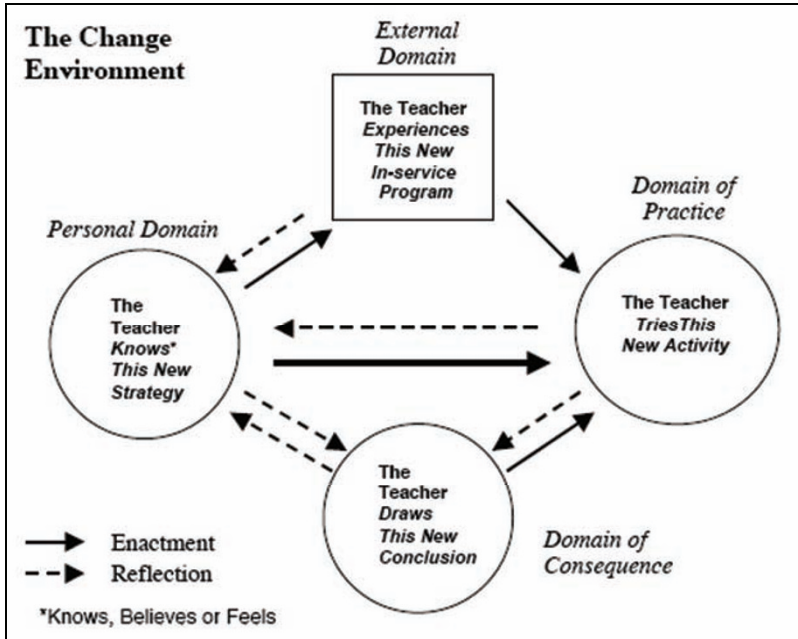 The Change
Environment
External
Domain
The Teacher
Experiences
This New
In-service
Program
Domain of
Practice
Personal Domain
The
Teacher
Knows*
This New
Strategy
The Teacher
TriesThis
New Activity
The
Teacher
Draws
This New
Conclusion
Domain of
Consequence
Enactment
Reflection
*Knows, Believes or Feels